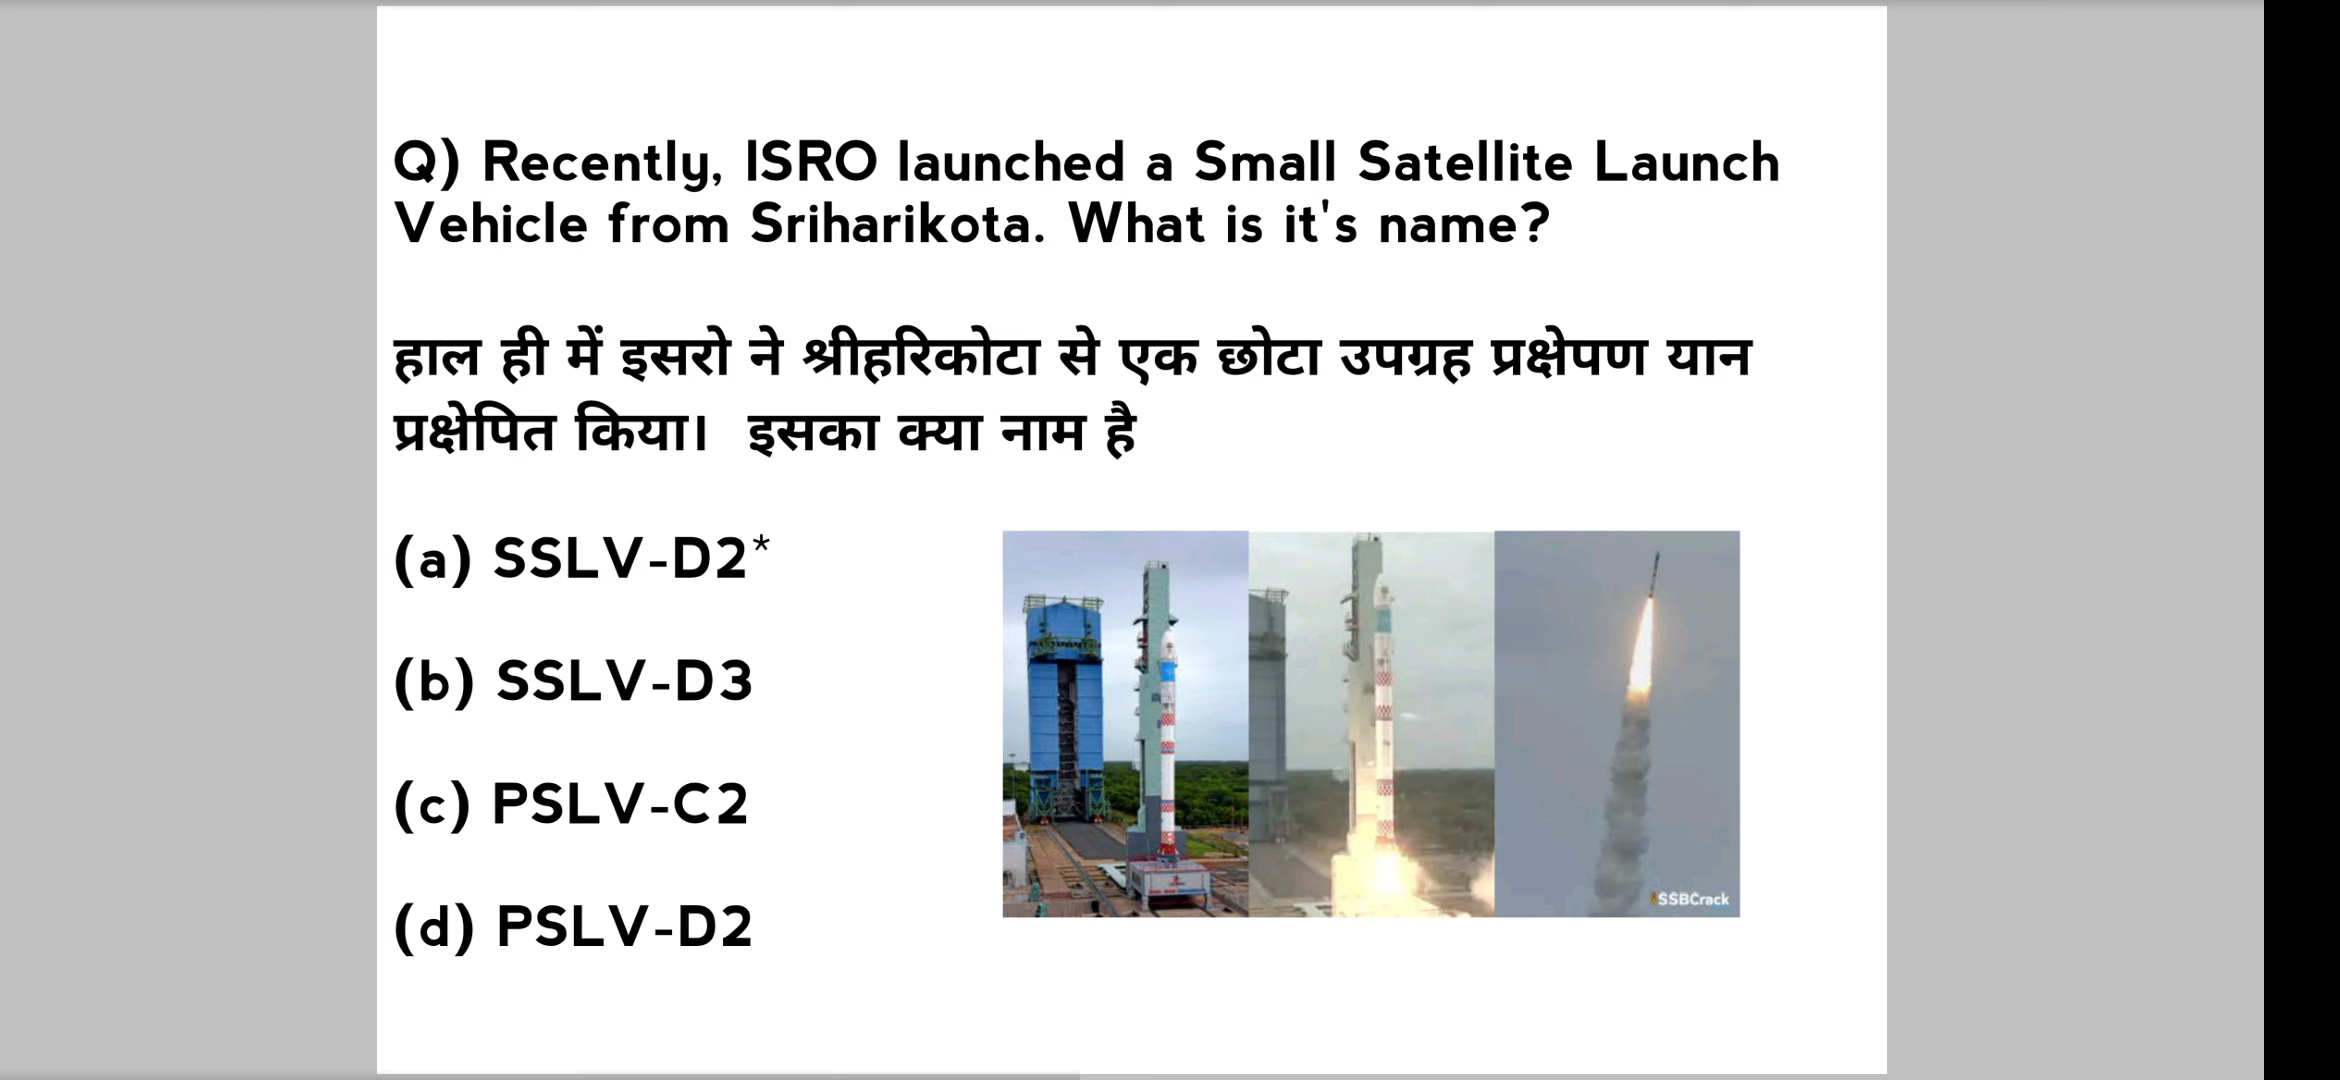 Q) Recently, ISRO launched a Small Satellite Launch
Vehicle from Sriharikota. What is it's name?
हाल ही में इसरो ने श्रीहरिकोटा से एक छोटा उपग्रह प्रक्षेपण यान
प्रक्षेपित किया। इसका क्या नाम है
(a) SSLV-D2*
(b) SSLV-D3
(c) PSLV-C2
(d) PSLV-D2
SSBCrack